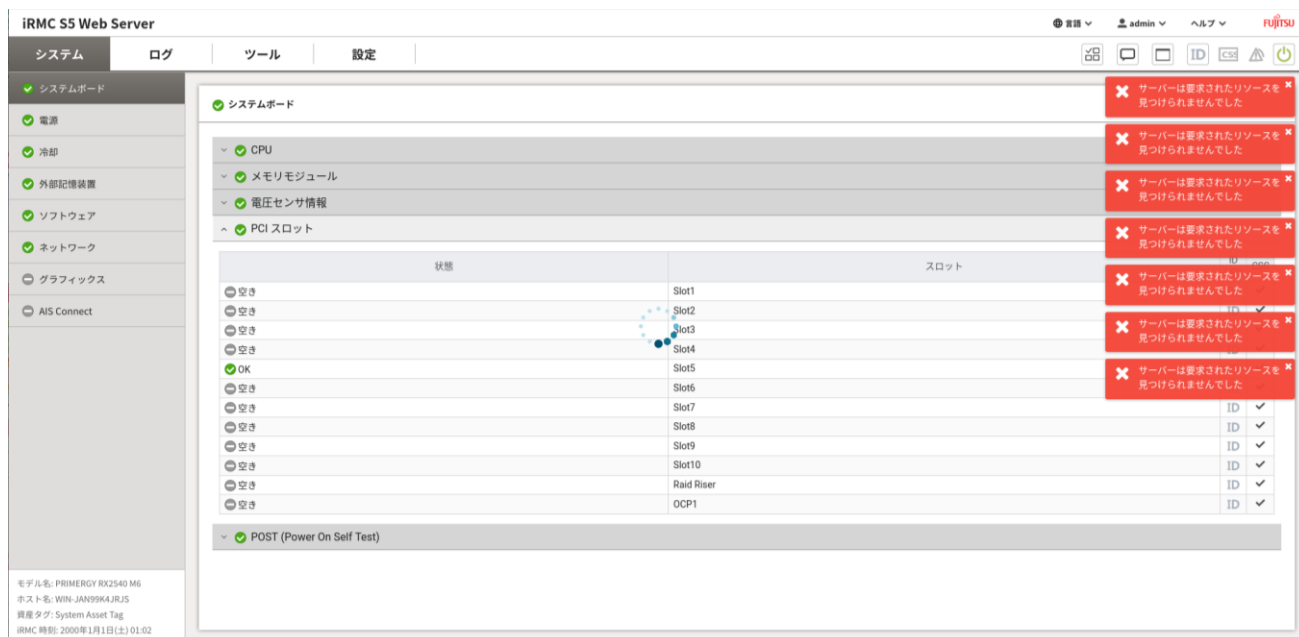 iRMC S5 Web Server
言語
admin
ヘルプ
FUJITSU
システム
ログ
ツール
設定
ID
CSS
システムボード
電源
冷却
外部記憶装置
ソフトウェア
ネットワーク
グラフィックス
AIS Connect
システムボード
CPU
メモリモジュール
電圧センサ情報
PCI スロット
状態 スロット
空き Slot1
空き Slot2
空き Slot3
空き Slot4
OK Slot5
空き Slot6
空き Slot7 ID
空き Slot8 ID
空き Slot9 ID
空き Slot10 ID
空き Raid Riser ID
空き OCP1 ID
POST (Power On Self Test)
サーバーは要求されたリソースを
見つけられませんでした
サーバーは要求されたリソースを
見つけられませんでした
サーバーは要求されたリソースを
見つけられませんでした
サーバーは要求されたリソースを
見つけられませんでした
サーバーは要求されたリソースを
見つけられませんでした
サーバーは要求されたリソースを
見つけられませんでした
サーバーは要求されたリソースを
見つけられませんでした
モデル名: PRIMERGY RX2540 M6
ホスト名: WIN-JAN99K4JRJS
資産タグ: System Asset Tag
iRMC 時刻: 2000年1月1日(土) 01:02